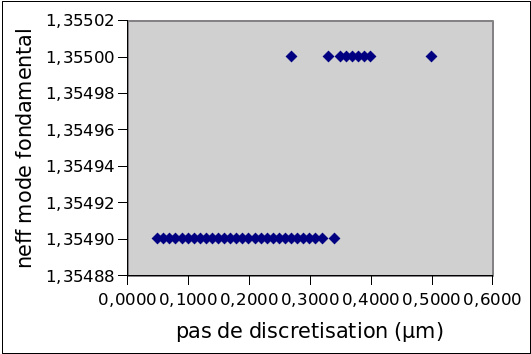 1,35502
1,35500
1,35498
1,35496
1,35494
1,35492
1,35490
1,35488
neff mode fondamental
0,0000 0,1000 0,2000 0,3000 0,4000 0,5000 0,6000
pas de discretisation (µm)